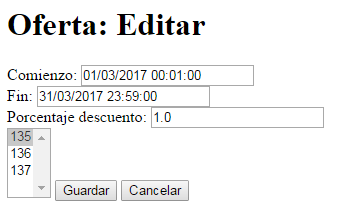 Oferta: Editar
Comienzo: 01/03/2017 00:01:00
Fin: 31/03/2017 23:59:00
Porcentaje descuento: 1.0
135
136
137
Guardar Cancelar